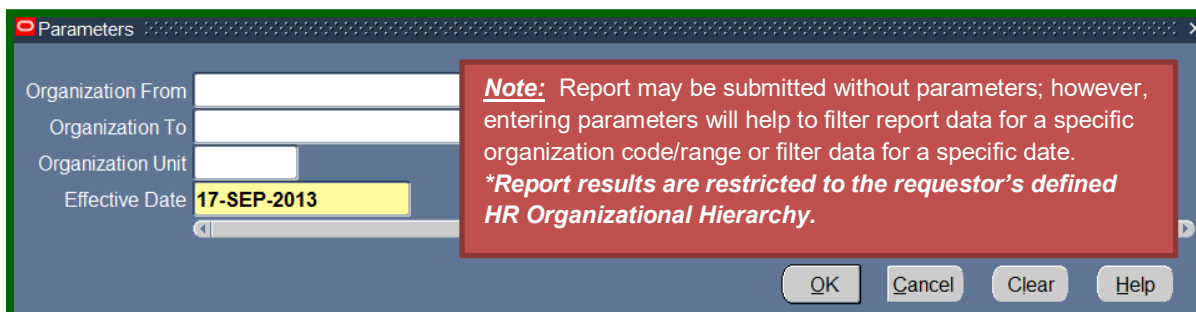 Parameters
Organization From
Organization To
Organization Unit
Effective Date 17-SEP-2013
Note: Report may be submitted without parameters; however,
entering parameters will help to filter report data for a specific
organization code/range or filter data for a specific date.
*Report results are restricted to the requestor’s defined
HR Organizational Hierarchy.
OK Cancel Clear Help